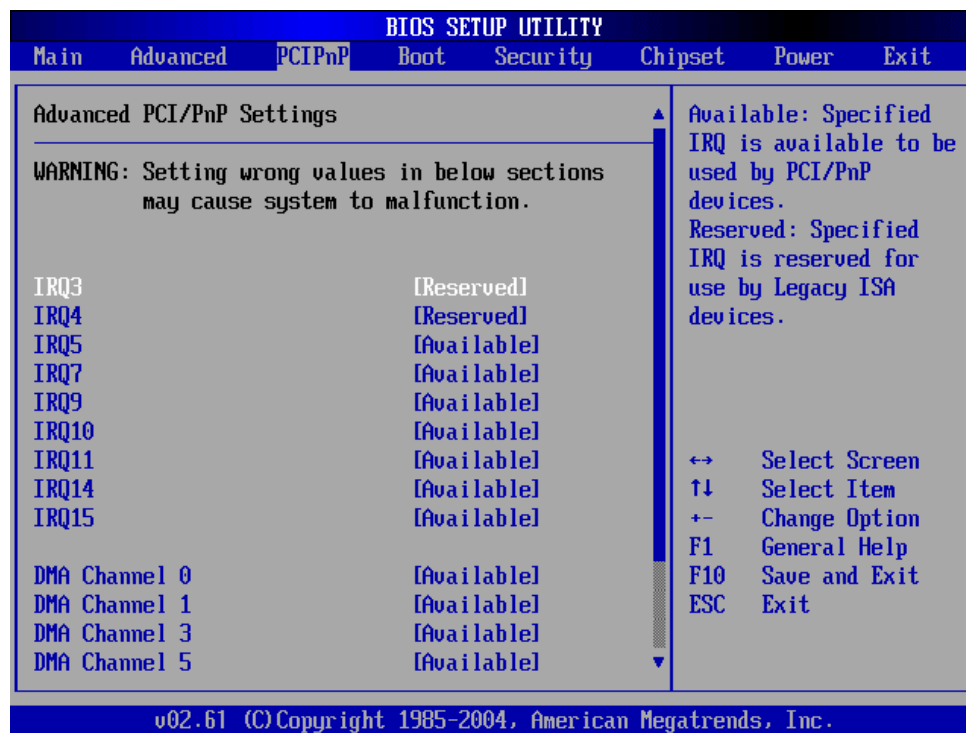 BIOS SETUP UTILITY
Main Advanced PCIPnP Boot Security Chipset Power Exit
Advanced PCI/PnP Settings
WARNING: Setting wrong values in below sections
may cause system to malfunction.
IRQ3 [Reserved]
IRQ4 [Reserved]
IRQ5 [Available]
IRQ7 [Available]
IRQ9 [Available]
IRQ10 [Available]
IRQ11 [Available]
IRQ14 [Available]
IRQ15 [Available]
DMA Channel 0 [Available]
DMA Channel 1 [Available]
DMA Channel 3 [Available]
DMA Channel 5 [Available]
Available: Specified
IRQ is available to be
used by PCI/PnP
devices.
Reserved: Specified
IRQ is reserved for
use by Legacy ISA
devices.
↔ Select Screen
↑↓ Select Item
+- Change Option
F1 General Help
F10 Save and Exit
ESC Exit
v02.61 (C)Copyright 1985-2004, American Megatrends, Inc.